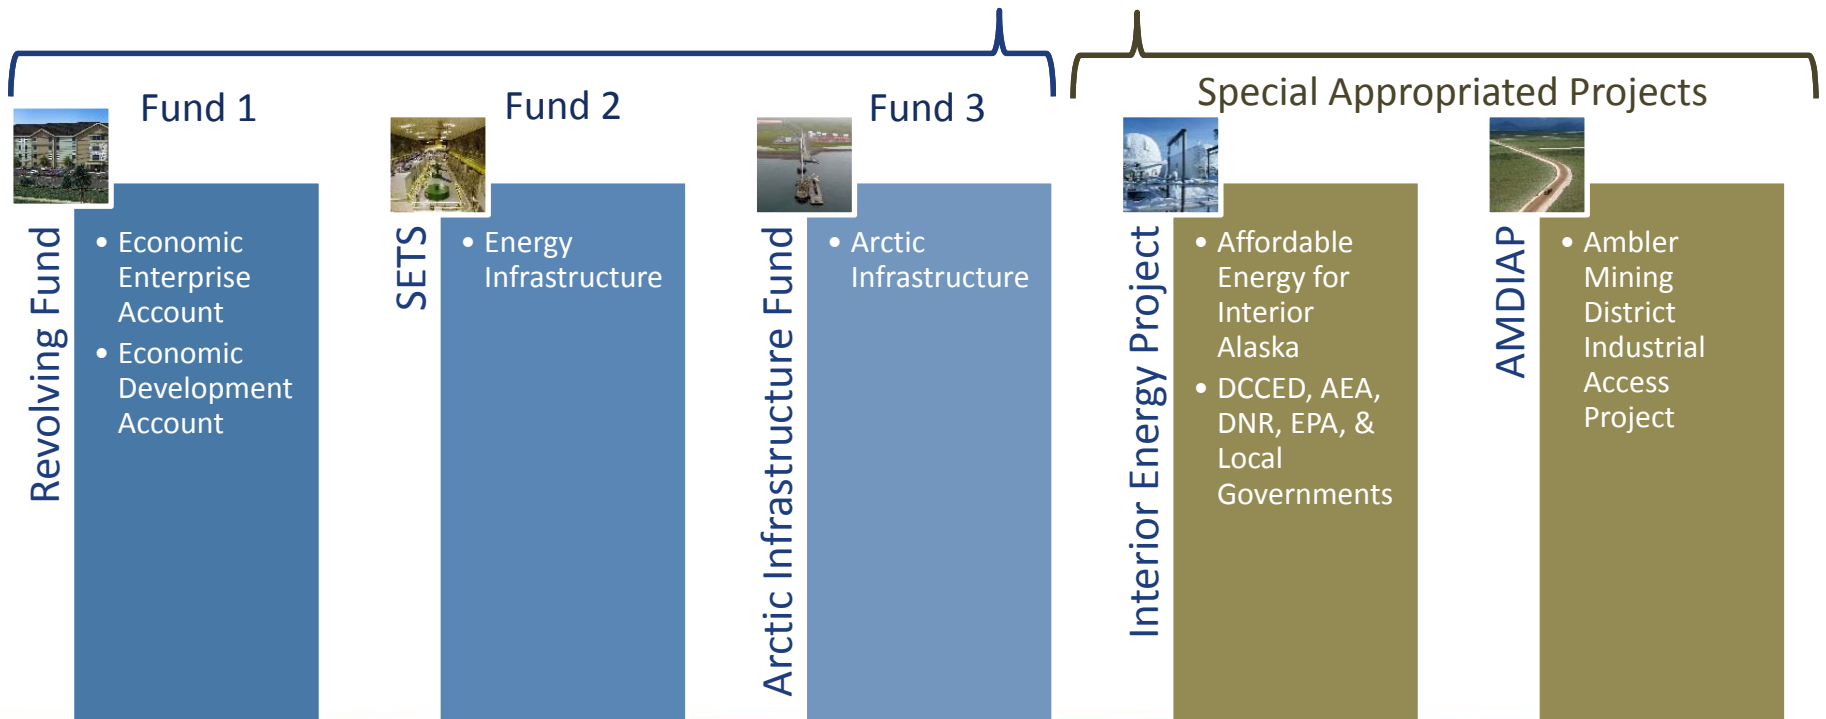 Fund 1
Revolving Fund
• Economic
Enterprise
Account
• Economic
Development
Account
Fund 2
SETS
• Energy
Infrastructure
Fund 3
Arctic Infrastructure Fund
• Arctic
Infrastructure
Special Appropriated Projects
Interior Energy Project
• Affordable
Energy for
Interior
Alaska
• DCCED, AEA,
DNR, EPA, &
Local
Governments
AMDIAP
• Ambler
Mining
District
Industrial
Access
Project